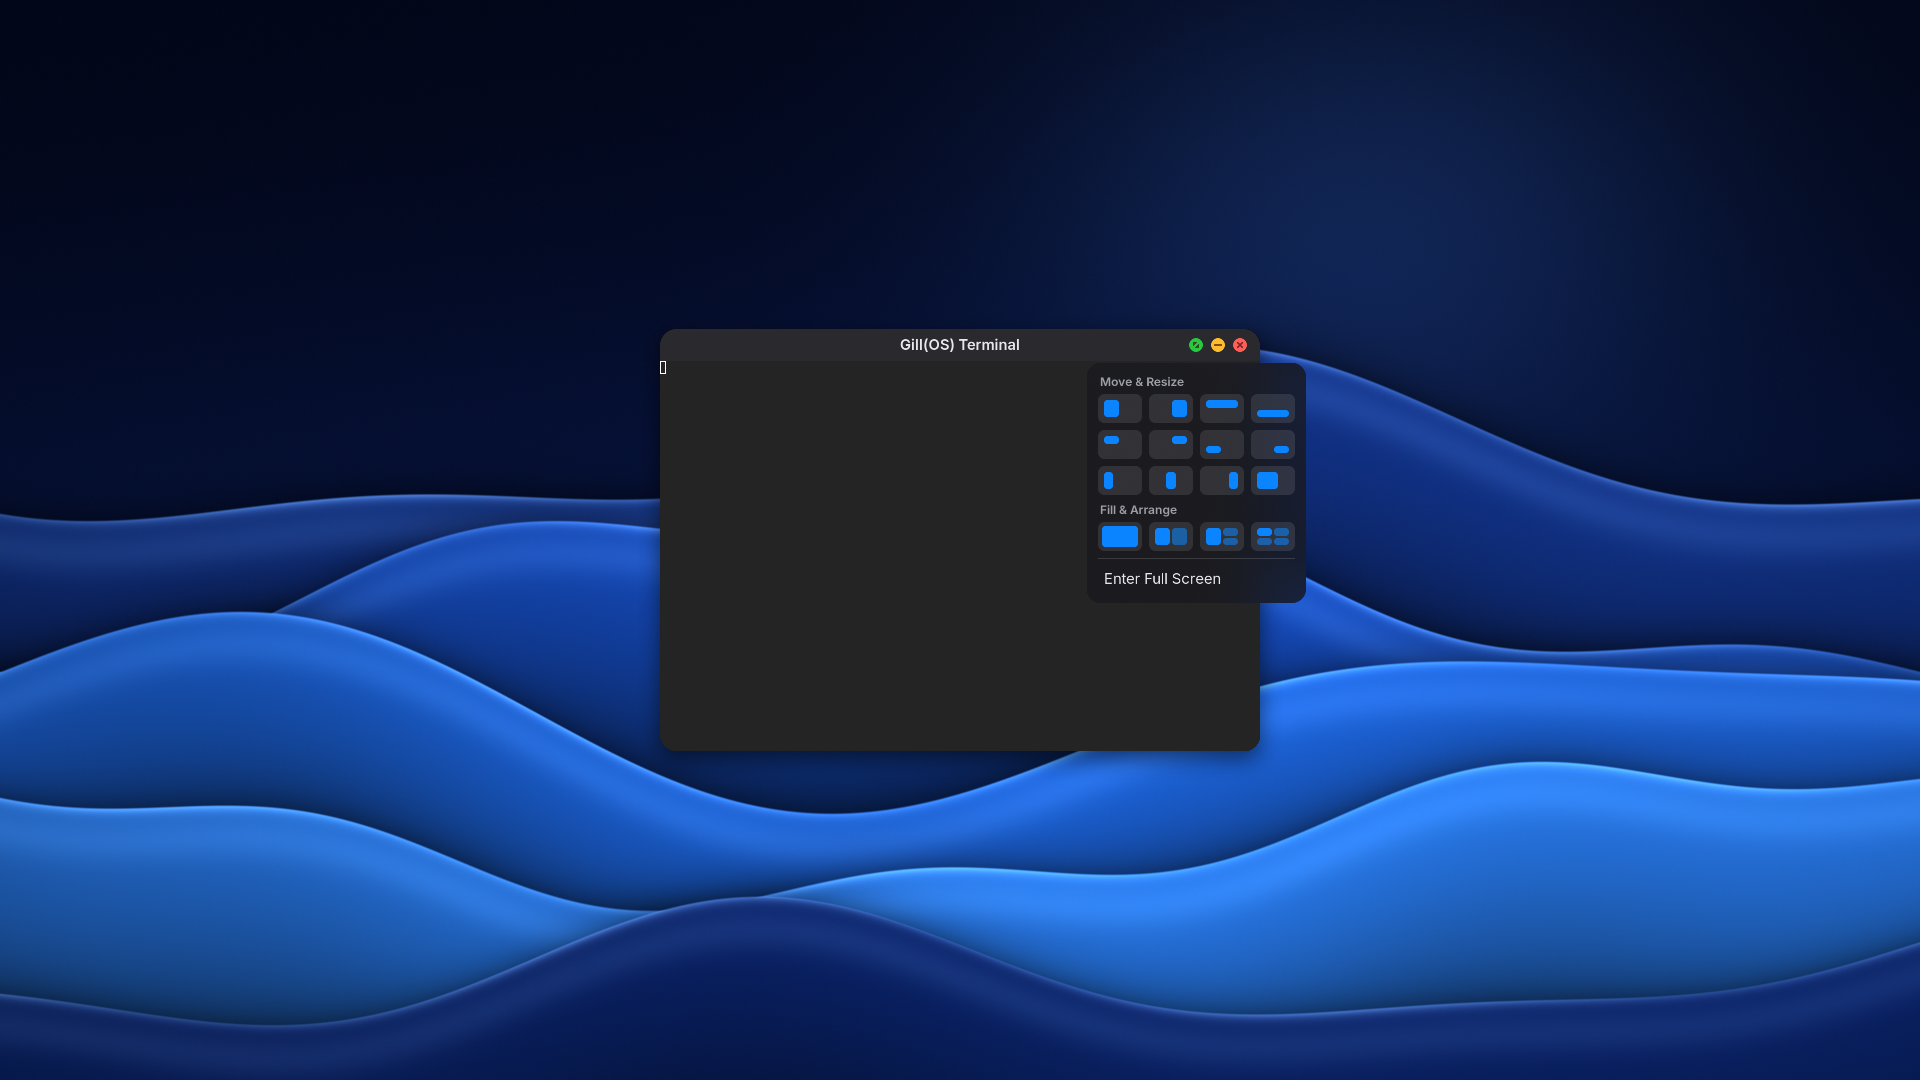 Gill(OS) Terminal
Move & Resize
Fill & Arrange
Enter Full Screen